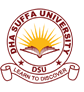 DHA SUFFA UNIVERSITY
DSU
LEARN TO DISCOVER